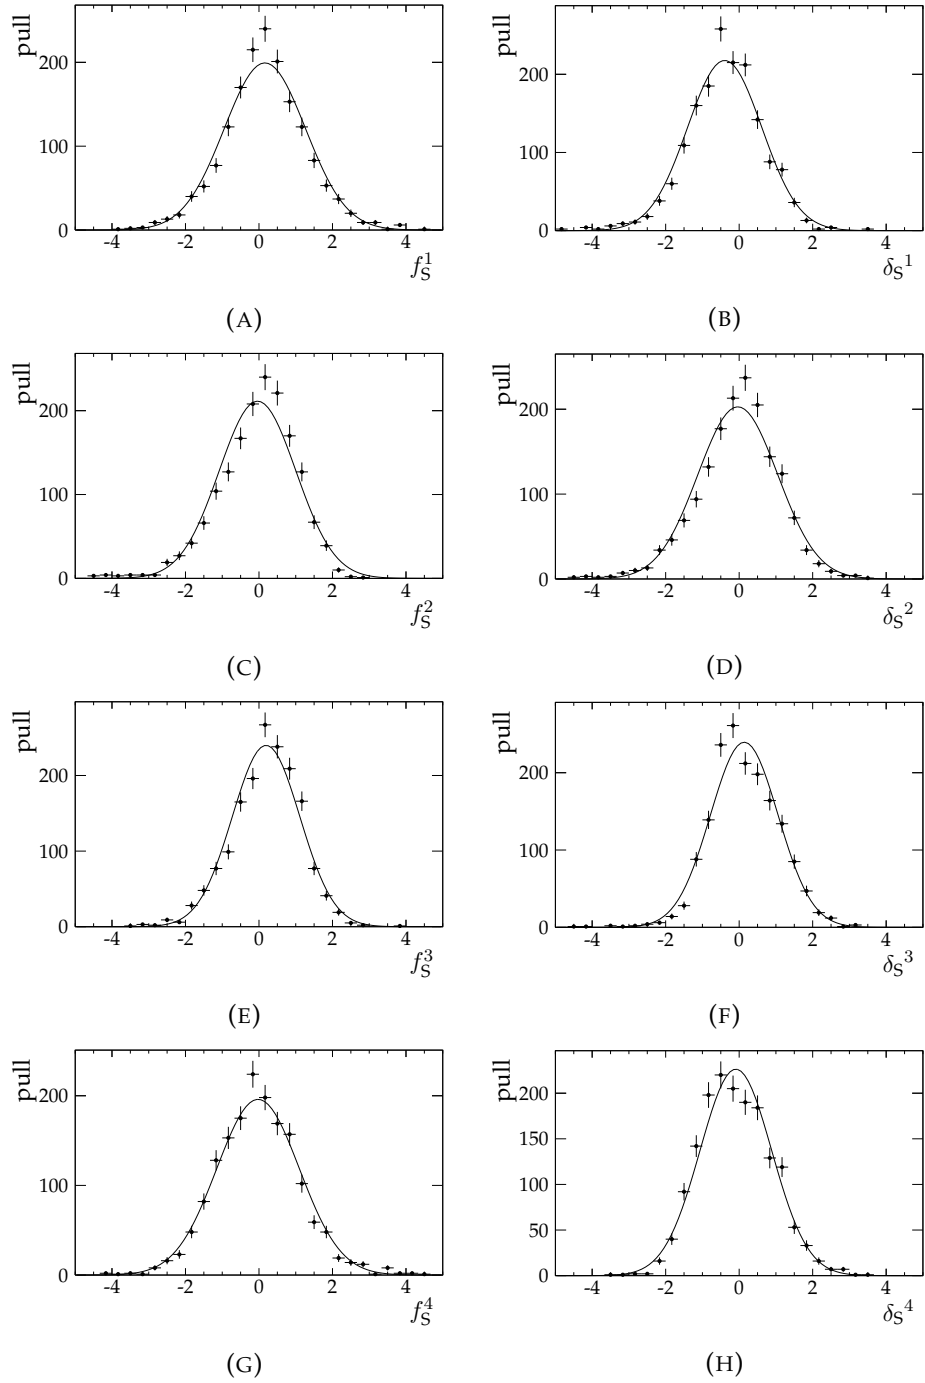 pull
200
100
0
-4 -2 0 2 4
f_S^1
(A)
pull
200
100
0
-4 -2 0 2 4
δ_S^1
(B)
pull
200
100
0
-4 -2 0 2 4
f_S^2
(C)
pull
200
100
0
-4 -2 0 2 4
δ_S^2
(D)
pull
200
100
0
-4 -2 0 2 4
f_S^3
(E)
pull
200
100
0
-4 -2 0 2 4
δ_S^3
(F)
pull
200
100
0
-4 -2 0 2 4
f_S^4
(G)
pull
200
150
100
50
0
-4 -2 0 2 4
δ_S^4
(H)